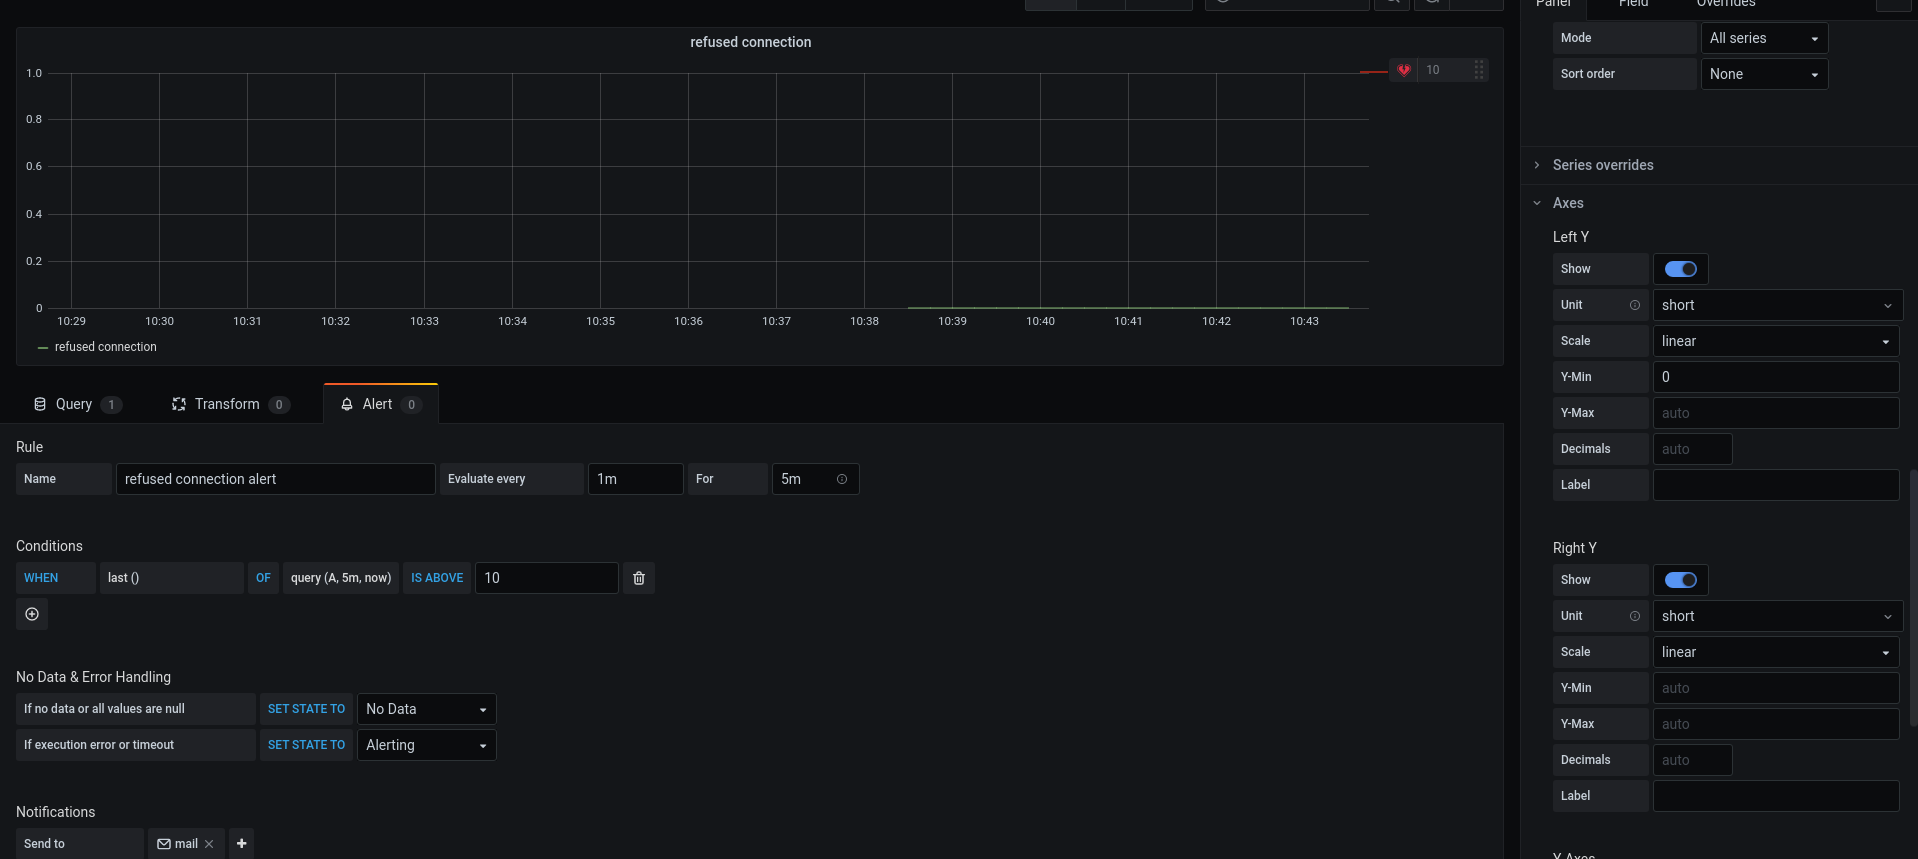 Panel
Field
Overrides
refused connection
1.0
0.8
0.6
0.4
0.2
0
10
10:29 10:30 10:31 10:32 10:33 10:34 10:35 10:36 10:37 10:38 10:39 10:40 10:41 10:42 10:43
refused connection
Query 1
Transform 0
Alert 0
Rule
Name refused connection alert Evaluate every 1m For 5m
Conditions
WHEN last () OF query (A, 5m, now) IS ABOVE 10
No Data & Error Handling
If no data or all values are null SET STATE TO No Data
If execution error or timeout SET STATE TO Alerting
Notifications
Send to mail
Mode All series
Sort order None
Series overrides
Axes
Left Y
Show
Unit short
Scale linear
Y-Min 0
Y-Max auto
Decimals auto
Label
Right Y
Show
Unit short
Scale linear
Y-Min auto
Y-Max auto
Decimals auto
Label
Y Axes